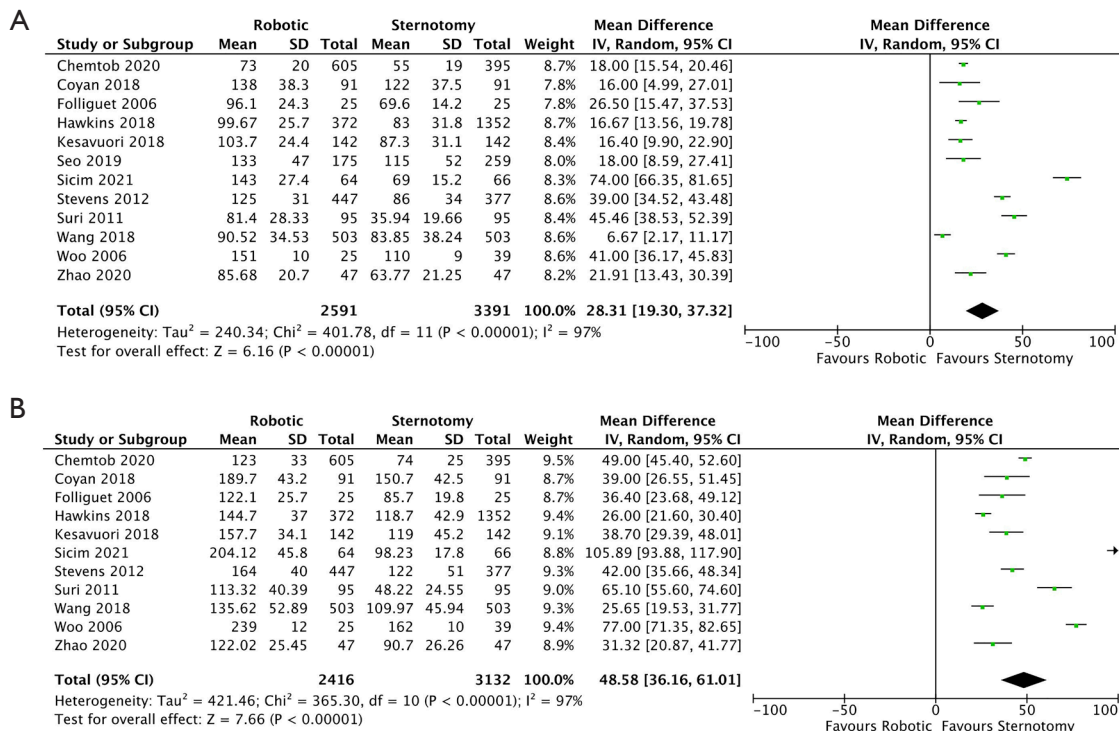 A
Robotic Sternotomy Mean Difference Mean Difference
Study or Subgroup Mean SD Total Mean SD Total Weight IV, Random, 95% CI IV, Random, 95% CI
Chemtob 2020 73 20 605 55 19 395 8.7% 18.00 [15.54, 20.46]
Coyan 2018 138 38.3 91 122 37.5 91 7.8% 16.00 [4.99, 27.01]
Folliguet 2006 96.1 24.3 25 69.6 14.2 25 7.8% 26.50 [15.47, 37.53]
Hawkins 2018 99.67 25.7 372 83 31.8 1352 8.6% 16.67 [13.56, 19.78]
Kesavuori 2018 103.7 24.4 142 87.3 31.1 142 8.4% 16.40 [9.90, 22.90]
Seo 2019 133 47 175 115 52 259 8.0% 18.00 [8.59, 27.41]
Sicim 2021 143 27.4 64 69 15.2 66 8.3% 74.00 [66.35, 81.65]
Stevens 2012 125 31 447 86 34 377 8.6% 39.00 [34.52, 43.48]
Suri 2011 81.4 28.33 95 35.94 19.66 95 8.4% 45.46 [38.53, 52.39]
Wang 2018 90.52 34.53 503 83.85 38.24 503 8.6% 6.67 [2.17, 11.17]
Woo 2006 151 10 25 110 9 39 8.6% 41.00 [36.17, 45.83]
Zhao 2020 85.68 20.7 47 63.77 21.25 47 8.2% 21.91 [13.43, 30.39]
Total (95% CI) 2591 3391 100.0% 28.31 [19.30, 37.32]
Heterogeneity: Tau² = 240.34; Chi² = 401.78, df = 11 (P < 0.00001); I² = 97%
Test for overall effect: Z = 6.16 (P < 0.00001)
-100 -50 0 50 100
Favours Robotic Favours Sternotomy
B
Robotic Sternotomy Mean Difference Mean Difference
Study or Subgroup Mean SD Total Mean SD Total Weight IV, Random, 95% CI IV, Random, 95% CI
Chemtob 2020 123 33 605 74 25 395 9.5% 49.00 [45.40, 52.60]
Coyan 2018 189.7 43.2 91 150.7 42.5 91 8.7% 39.00 [26.55, 51.45]
Folliguet 2006 122.1 25.7 25 85.7 19.8 25 8.7% 36.40 [23.68, 49.12]
Hawkins 2018 144.7 37 372 118.7 42.9 1352 9.4% 26.00 [21.60, 30.40]
Kesavuori 2018 157.7 34.1 142 119 45.2 142 9.1% 38.70 [29.39, 48.01]
Sicim 2021 204.12 45.8 64 98.23 17.8 66 8.8% 105.89 [93.88, 117.90]
Stevens 2012 164 40 447 122 51 377 9.3% 42.00 [35.66, 48.34]
Suri 2011 113.32 40.39 95 48.22 24.55 95 9.0% 65.10 [55.60, 74.60]
Wang 2018 135.62 52.89 503 109.97 45.94 503 9.3% 25.65 [19.53, 31.77]
Woo 2006 239 12 25 162 10 39 9.4% 77.00 [71.35, 82.65]
Zhao 2020 122.02 25.45 47 90.7 26.26 47 8.9% 31.32 [20.87, 41.77]
Total (95% CI) 2416 3132 100.0% 48.58 [36.16, 61.01]
Heterogeneity: Tau² = 421.46; Chi² = 365.30, df = 10 (P < 0.00001); I² = 97%
Test for overall effect: Z = 7.66 (P < 0.00001)
-100 -50 0 50 100
Favours Robotic Favours Sternotomy